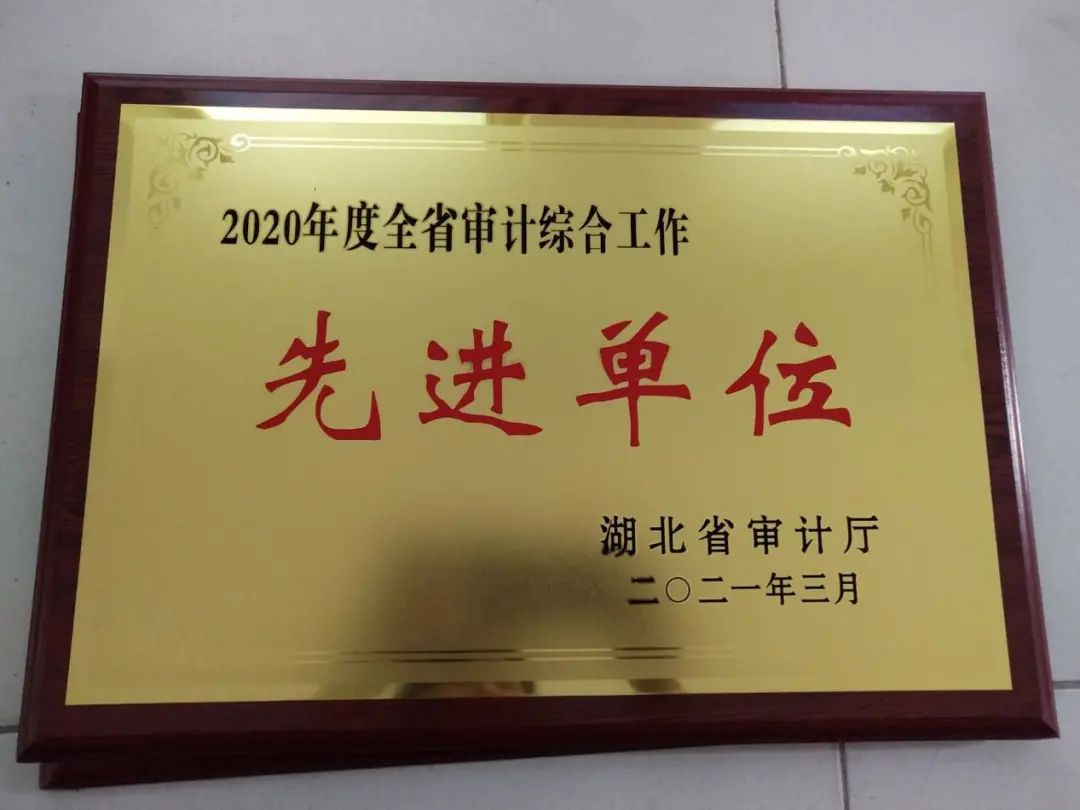 2020年度全省审计综合工作
先进单位
湖北省审计厅
二〇二一年三月